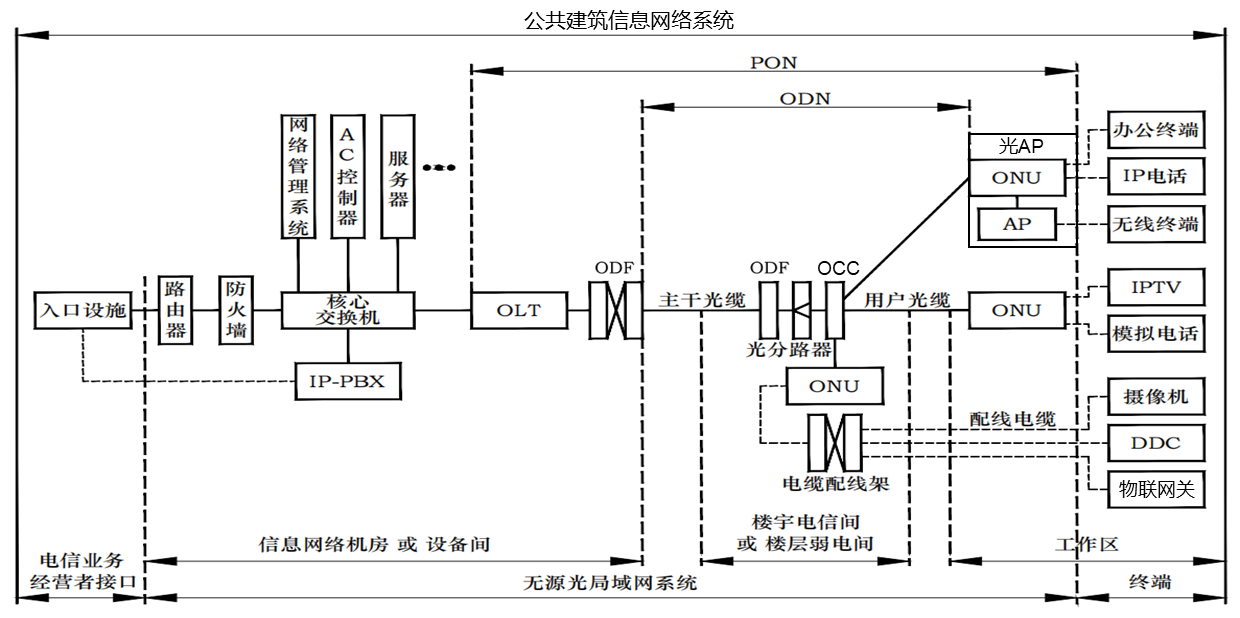 公共建筑信息网络系统
PON
ODN
网络管理系统
AC控制器
服务器
光AP
ONU
AP
办公终端
IP电话
无线终端
ODF
ODF
OCC
入口设施
路由器
防火墙
核心
交换机
OLT
主干光缆
光分路器
用户光缆
ONU
IPTV
模拟电话
IP-PBX
ONU
配线电缆
电缆配线架
摄像机
DDC
物联网关
电信业务
经营者接口
信息网络机房 或 设备间
楼宇电信间
或 楼层弱电间
工作区
无源光局域网系统
终端